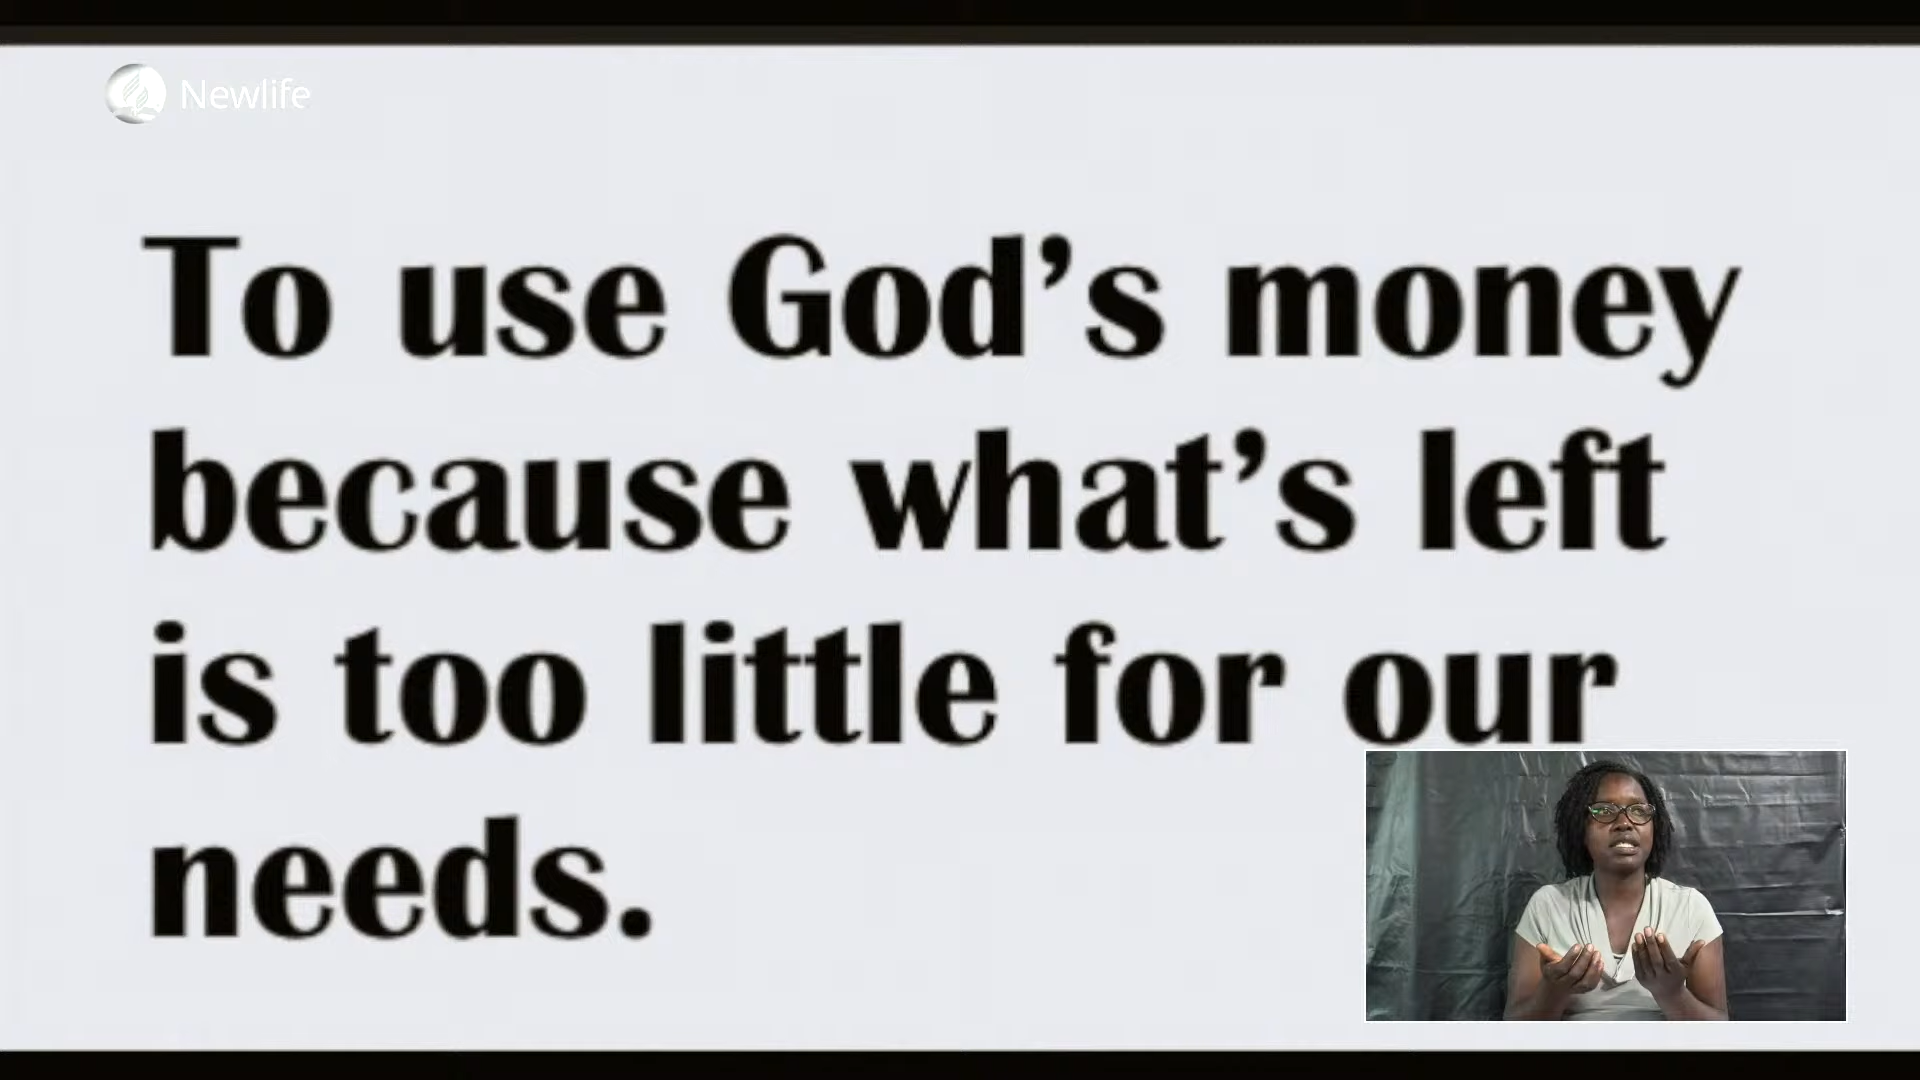 Newlife
To use God’s money
because what’s left
is too little for our
needs.